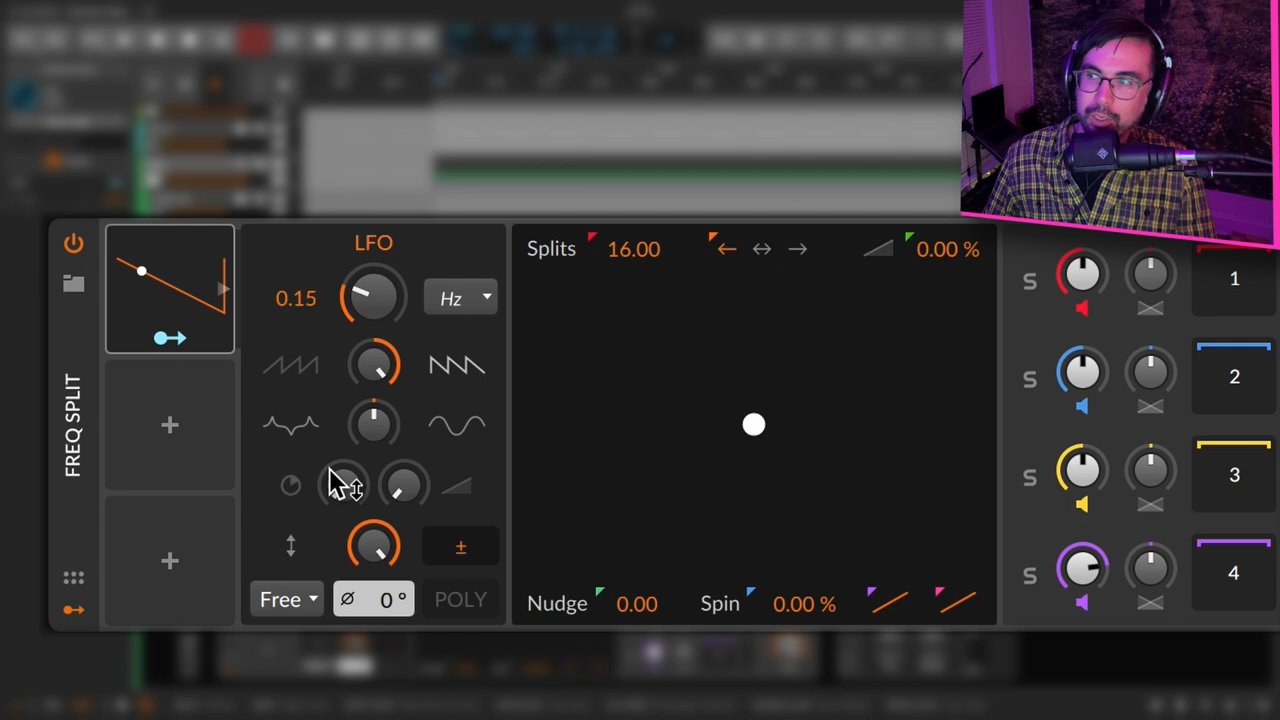 LFO
0.15
Hz
Free
Ø 0 °
POLY
FREQ SPLIT
Splits 16.00
0.00 %
Nudge 0.00
Spin 0.00 %
S
1
S
2
S
3
S
4